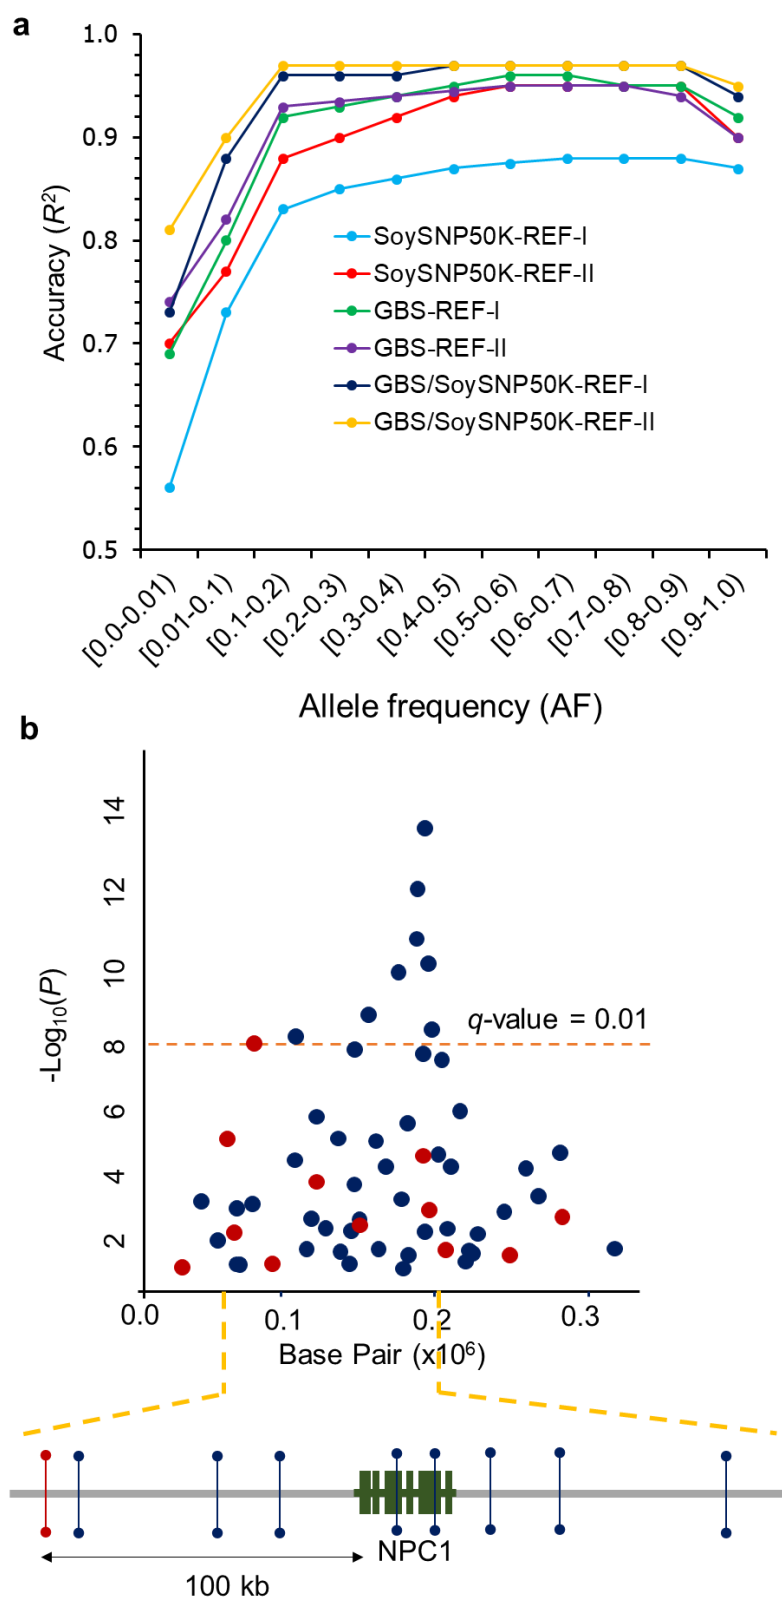 a
1.0
0.9
0.8
0.7
0.6
0.5
Accuracy (R²)
SoySNP50K-REF-I
SoySNP50K-REF-II
GBS-REF-I
GBS-REF-II
GBS/SoySNP50K-REF-I
GBS/SoySNP50K-REF-II
[0.0-0.01)
[0.01-0.1)
[0.1-0.2)
[0.2-0.3)
[0.3-0.4)
[0.4-0.5)
[0.5-0.6)
[0.6-0.7)
[0.7-0.8)
[0.8-0.9)
[0.9-1.0)
Allele frequency (AF)
b
14
12
10
8
6
4
2
-Log₁₀(P)
q-value = 0.01
0.0 0.1 0.2 0.3
Base Pair (x10⁶)
NPC1
100 kb